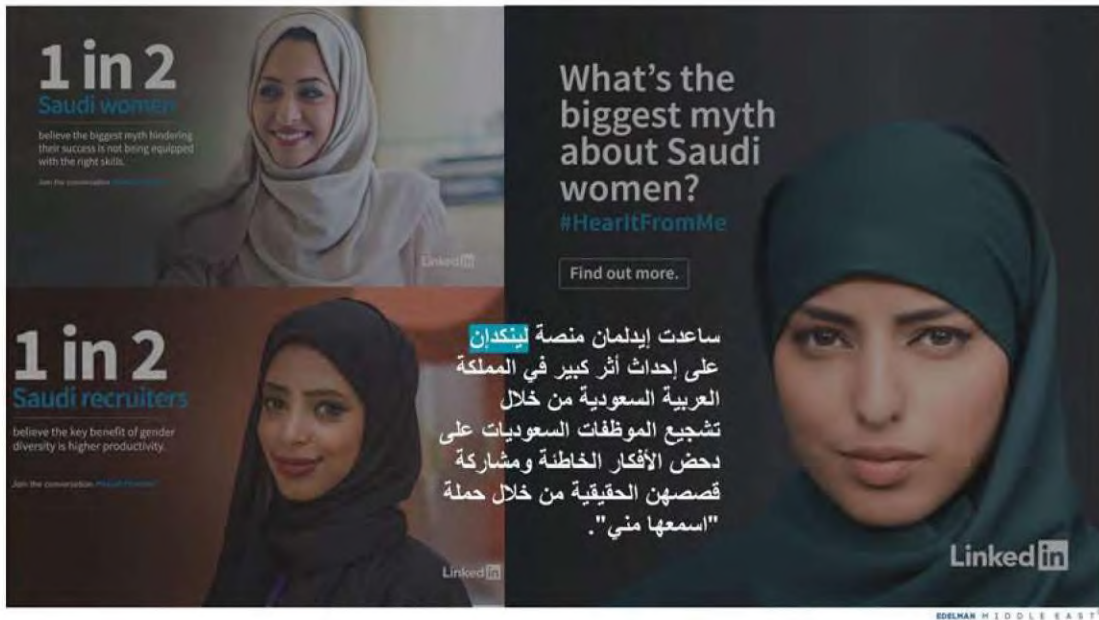 1 in 2
Saudi women
believe the biggest myth hindering
their success is not being equipped
with the right skills.
Join the conversation #HearItFromMe
LinkedIn
1 in 2
Saudi recruiters
believe the key benefit of gender
diversity is higher productivity.
Join the conversation #HearItFromMe
LinkedIn
What's the
biggest myth
about Saudi
women?
#HearItFromMe
Find out more.
ساعدت إيدلمان منصة لينكدإن
على إحداث أثر كبير في المملكة
العربية السعودية من خلال
تشجيع الموظفات السعوديات على
دحض الأفكار الخاطئة ومشاركة
قصصهن الحقيقية من خلال حملة
"اسمعها مني".
LinkedIn
EDELMAN MIDDLE EAST